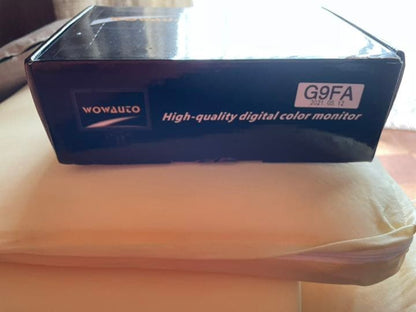 WOWAUTO
High-quality digital color monitor
G9FA
2021. 05. 12